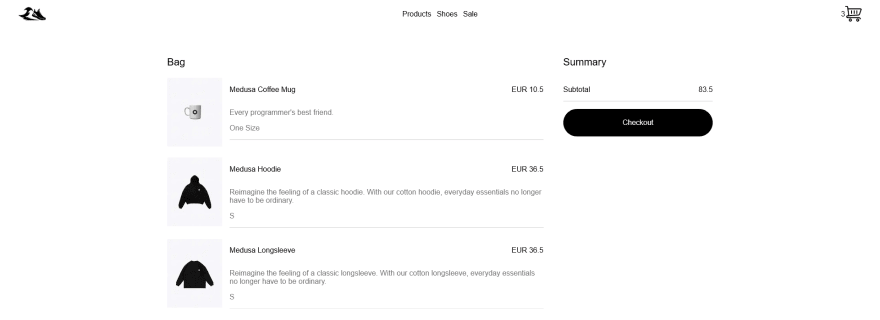 Products Shoes Sale
3
Bag
Summary
Medusa Coffee Mug EUR 10.5
Every programmer's best friend.
One Size
Subtotal 83.5
Checkout
Medusa Hoodie EUR 36.5
Reimagine the feeling of a classic hoodie. With our cotton hoodie, everyday essentials no longer
have to be ordinary.
S
Medusa Longsleeve EUR 36.5
Reimagine the feeling of a classic longsleeve. With our cotton longsleeve, everyday essentials
no longer have to be ordinary.
S